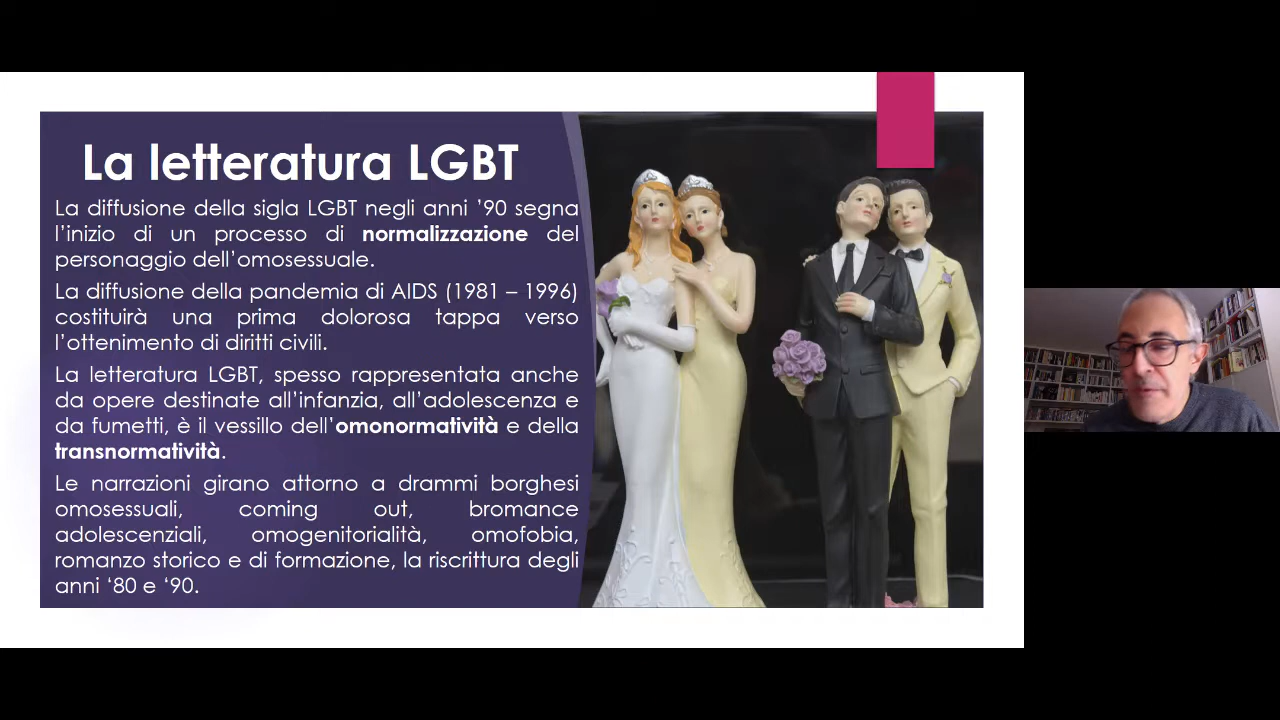 La letteratura LGBT
La diffusione della sigla LGBT negli anni ’90 segna
l’inizio di un processo di normalizzazione del
personaggio dell’omosessuale.
La diffusione della pandemia di AIDS (1981 – 1996)
costituirà una prima dolorosa tappa verso
l’ottenimento di diritti civili.
La letteratura LGBT, spesso rappresentata anche
da opere destinate all’infanzia, all’adolescenza e
da fumetti, è il vessillo dell’omonormatività e della
transnormatività.
Le narrazioni girano attorno a drammi borghesi
omosessuali, coming out, bromance
adolescenziali, omogenitorialità, omofobia,
romanzo storico e di formazione, la riscrittura degli
anni ‘80 e ‘90.